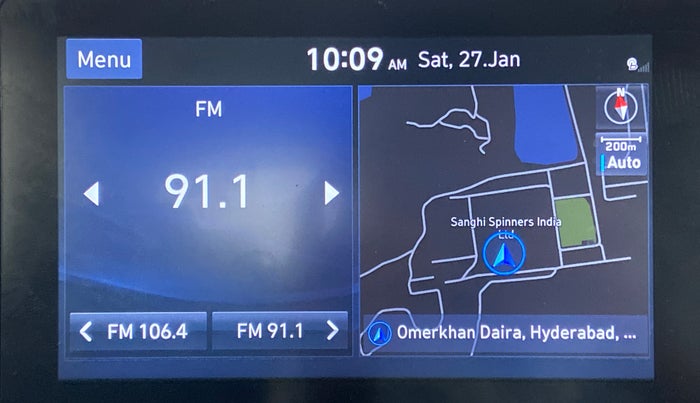 Menu
10:09 AM Sat, 27.Jan
FM
91.1
FM 106.4
FM 91.1
N
200m
Auto
Sanghi Spinners India
Ltd
Omerkhan Daira, Hyderabad, ...